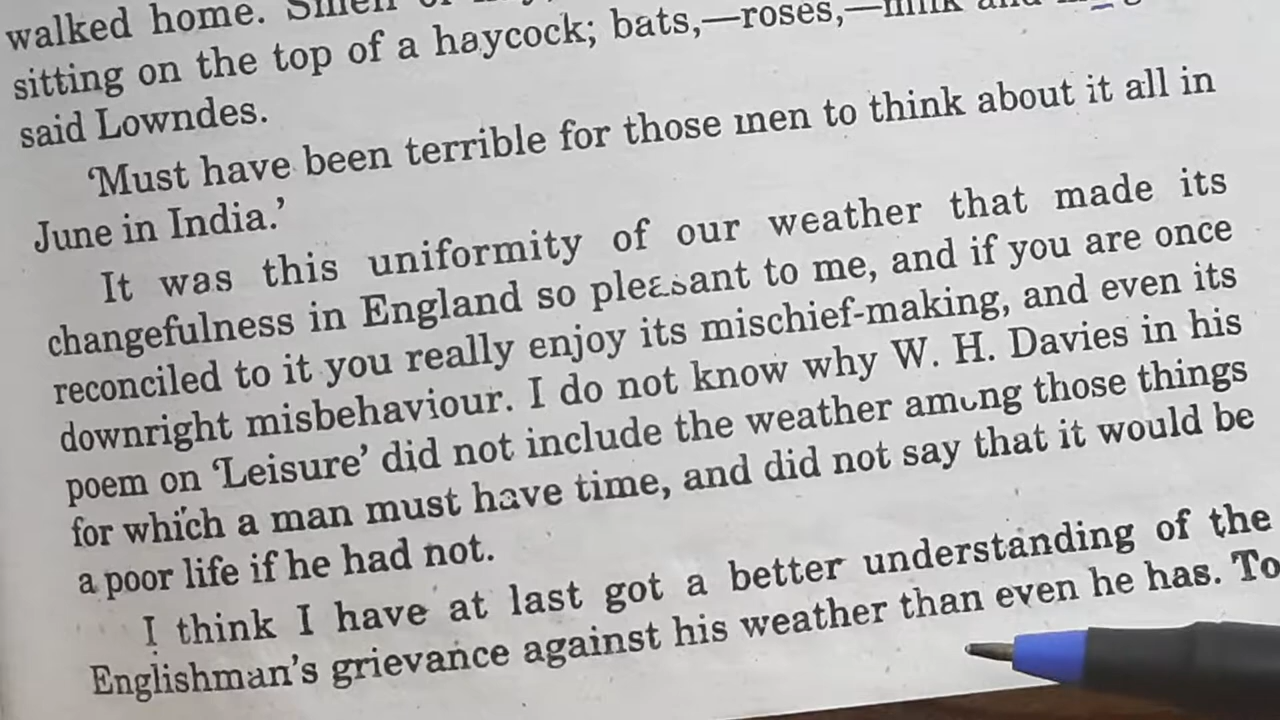 walked home. Smell of
sitting on the top of a haycock; bats,—roses,—milk and
said Lowndes.
‘Must have been terrible for those men to think about it all in
June in India.’
It was this uniformity of our weather that made its
changefulness in England so pleasant to me, and if you are once
reconciled to it you really enjoy its mischief-making, and even its
downright misbehaviour. I do not know why W. H. Davies in his
poem on ‘Leisure’ did not include the weather among those things
for which a man must have time, and did not say that it would be
a poor life if he had not.
I think I have at last got a better understanding of the
Englishman’s grievance against his weather than even he has. To